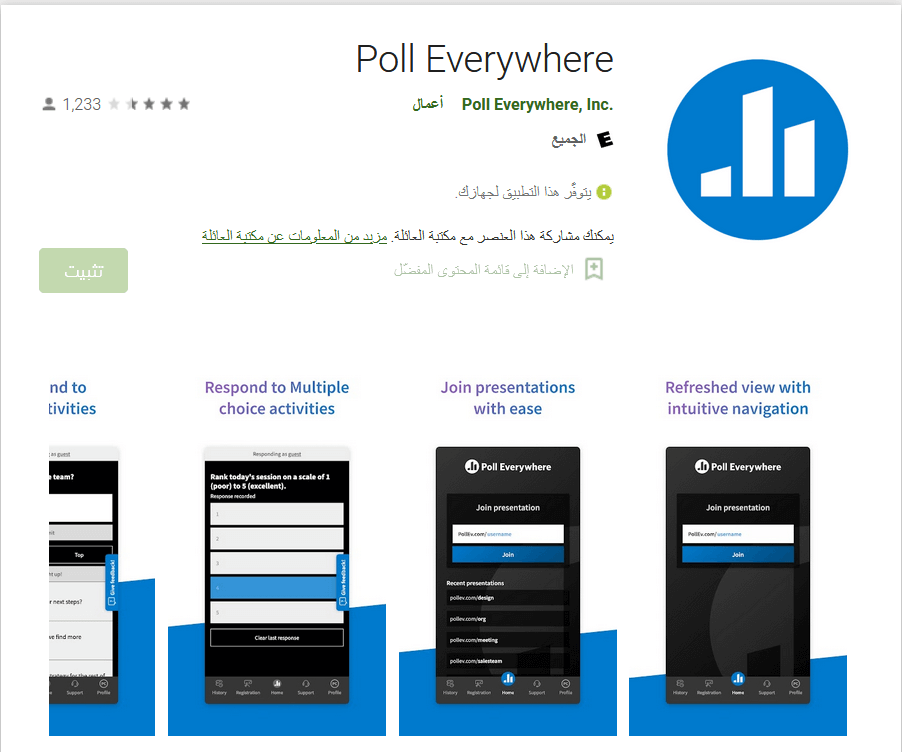 Poll Everywhere
Poll Everywhere, Inc. أعمال
1,233
الجميع
يتوفَّر هذا التطبيق لجهازك.
يمكنك مشاركة هذا العنصر مع مكتبة العائلة. مزيد من المعلومات عن مكتبة العائلة
الإضافة إلى قائمة المحتوى المفضّل
تثبيت
Refreshed view with
intuitive navigation
Poll Everywhere
Join presentation
PollEv.com/username
Join
History Registration Home Support Profile
Join presentations
with ease
Poll Everywhere
Join presentation
PollEv.com/username
Join
Recent presentations
pollev.com/design
pollev.com/org
pollev.com/meeting
pollev.com/salesteam
History Registration Home Support Profile
Respond to Multiple
choice activities
Responding as guest
Rank today's session on a scale of 1
(poor) to 5 (excellent).
Response recorded
1
2
3
4
5
Give feedback!
Clear last response
History Registration Home Support Profile
nd to
tivities
as guest
e team?
Top
Give feedback!
next steps?
e find more
Support Profile